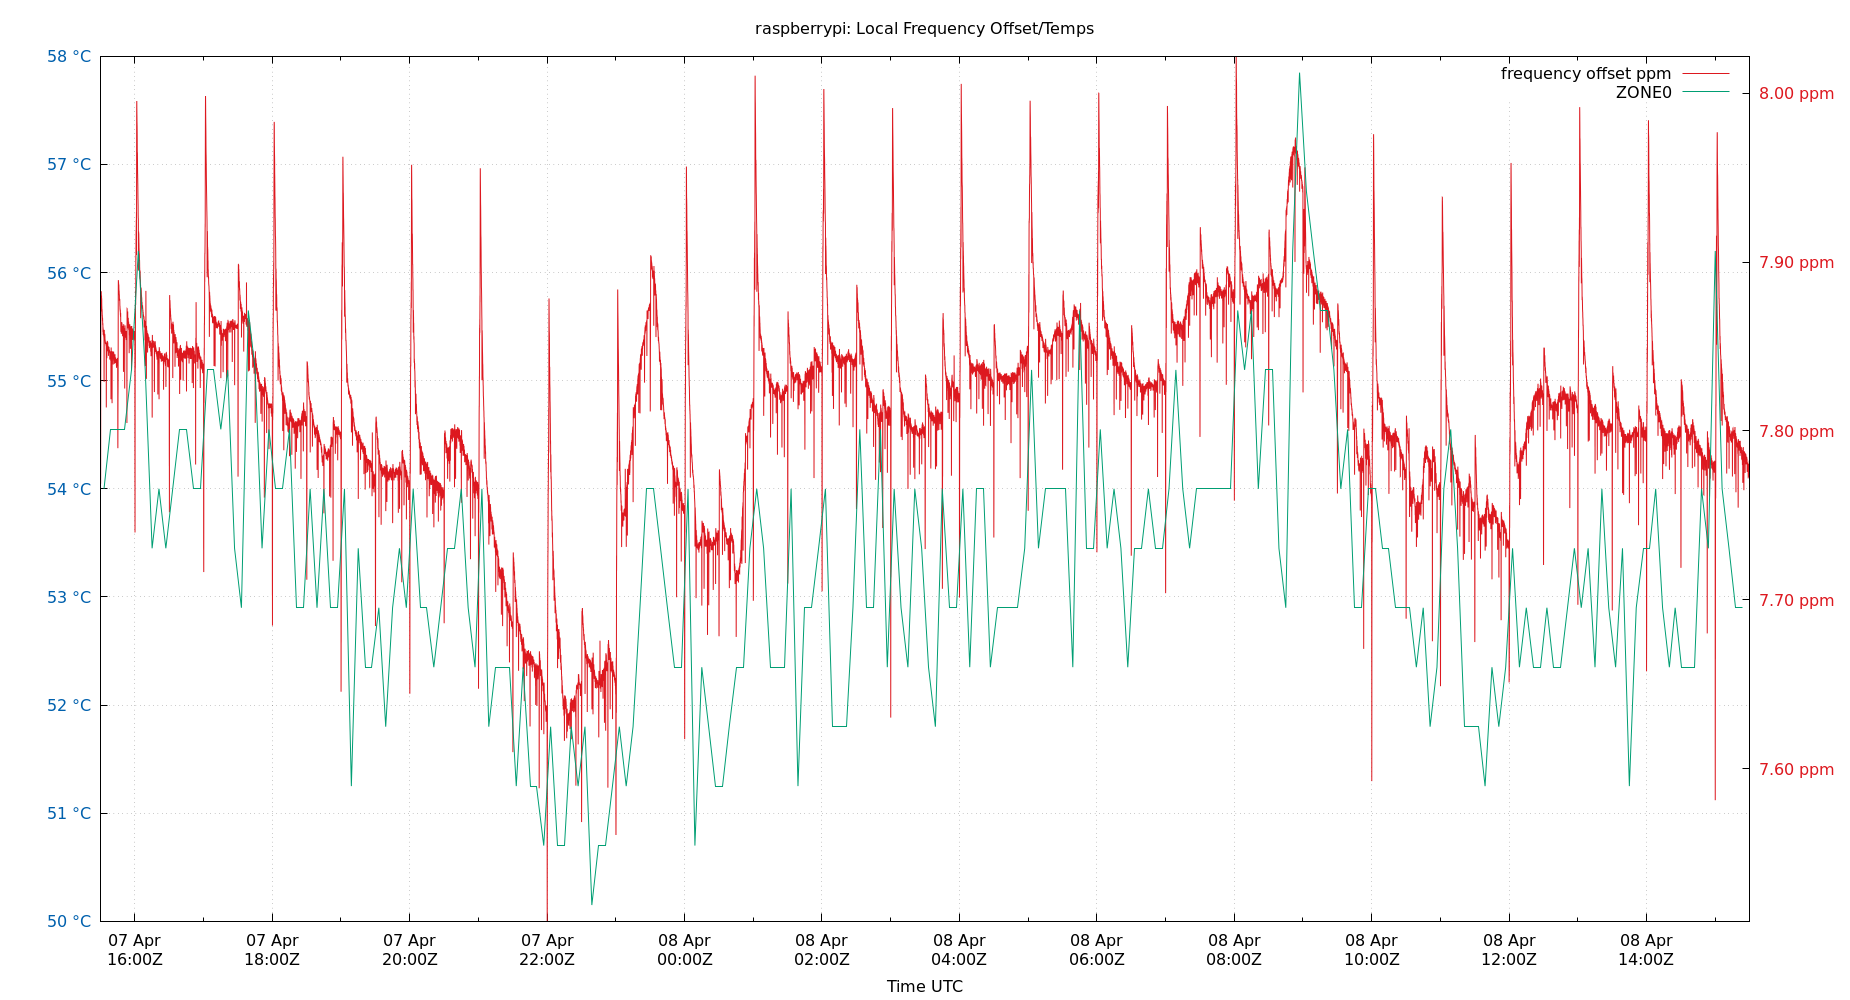 raspberrypi: Local Frequency Offset/Temps
frequency offset ppm
ZONE0
58 °C
57 °C
56 °C
55 °C
54 °C
53 °C
52 °C
51 °C
50 °C
8.00 ppm
7.90 ppm
7.80 ppm
7.70 ppm
7.60 ppm
07 Apr 07 Apr 07 Apr 07 Apr 08 Apr 08 Apr 08 Apr 08 Apr 08 Apr 08 Apr 08 Apr 08 Apr
16:00Z 18:00Z 20:00Z 22:00Z 00:00Z 02:00Z 04:00Z 06:00Z 08:00Z 10:00Z 12:00Z 14:00Z
Time UTC